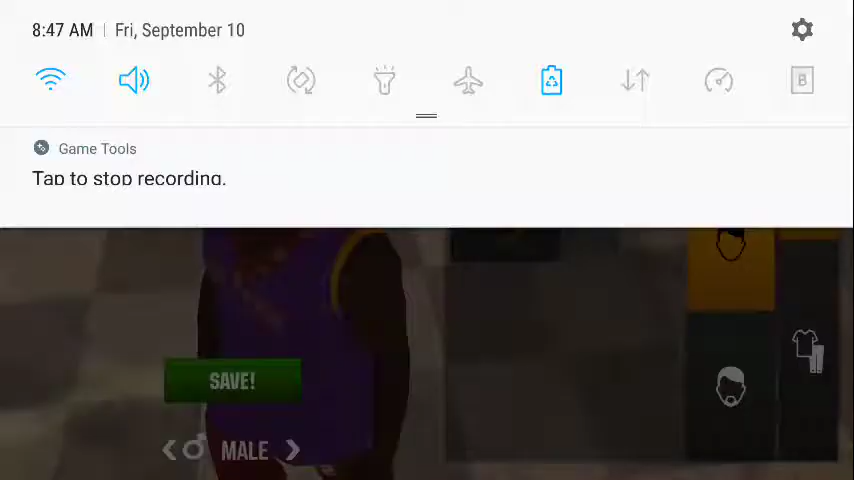 8:47 AM | Fri, September 10
B
Game Tools
Tap to stop recording.
SAVE!
MALE